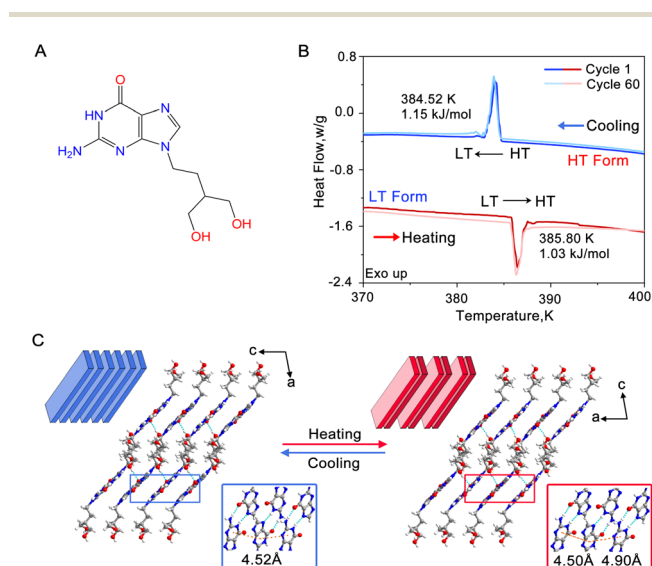 A
O
HN
N
H₂N
N
N
OH
OH
B
0.8
0.0
-0.8
-1.6
-2.4
Heat Flow,w/g
Cycle 1
Cycle 60
384.52 K
1.15 kJ/mol
Cooling
LT ← HT
HT Form
LT Form
LT → HT
Heating
385.80 K
1.03 kJ/mol
Exo up
370 380 390 400
Temperature,K
C
c
a
Heating
Cooling
c
a
4.52Å
4.50Å 4.90Å